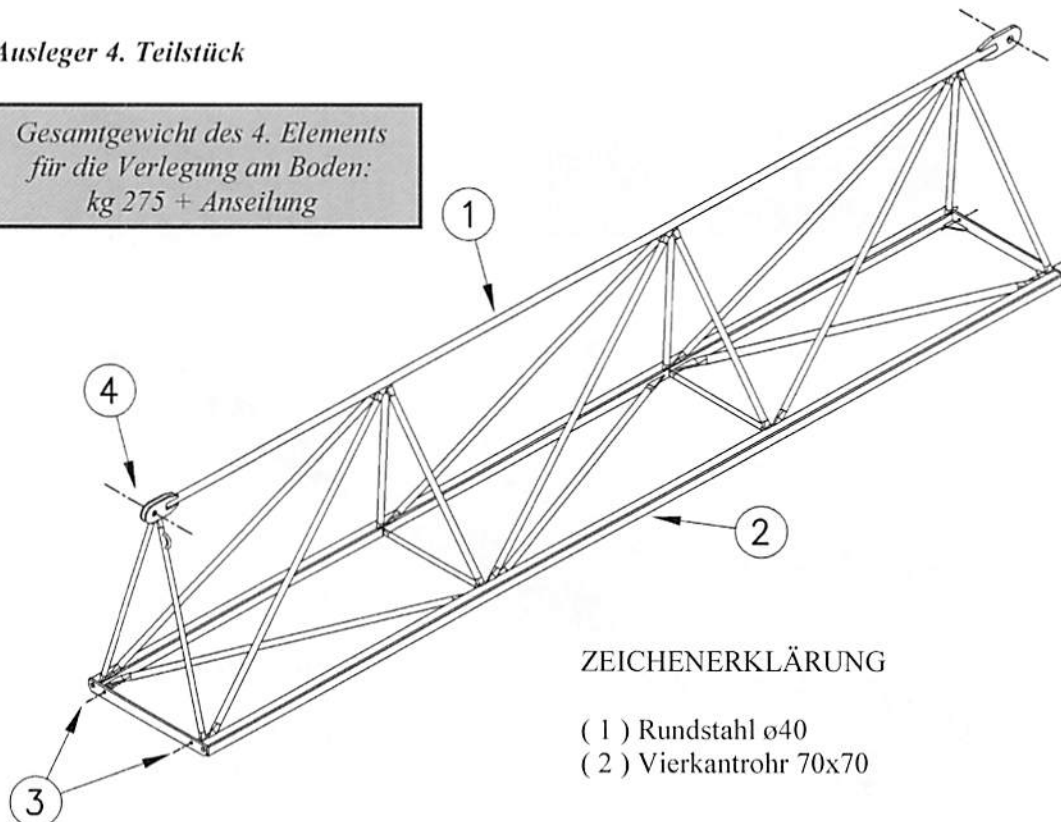 Ausleger 4. Teilstück
Gesamtgewicht des 4. Elements
für die Verlegung am Boden:
kg 275 + Anseilung
1
4
2
3
ZEICHENERKLÄRUNG
( 1 ) Rundstahl ø40
( 2 ) Vierkantrohr 70x70